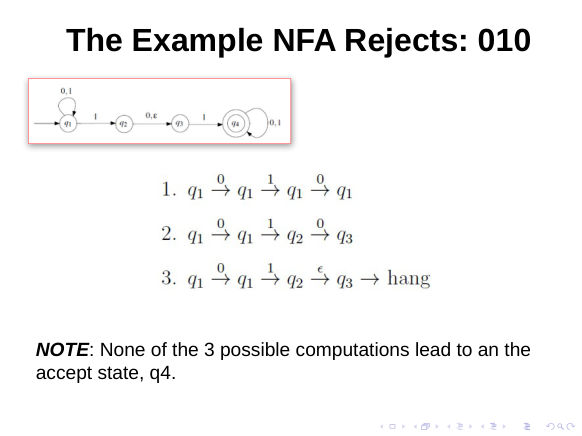 The Example NFA Rejects: 010
0,1
1
0,ε
1
0,1
q1
q2
q3
q4
1. q1 →0 q1 →1 q1 →0 q1
2. q1 →0 q1 →1 q2 →0 q3
3. q1 →0 q1 →1 q2 →ϵ q3 → hang
NOTE: None of the 3 possible computations lead to an the
accept state, q4.